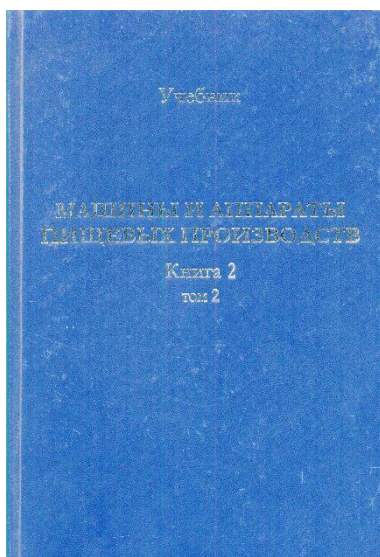 Учебник
МАШИНЫ И АППАРАТЫ
ПИЩЕВЫХ ПРОИЗВОДСТВ
Книга 2
том 2